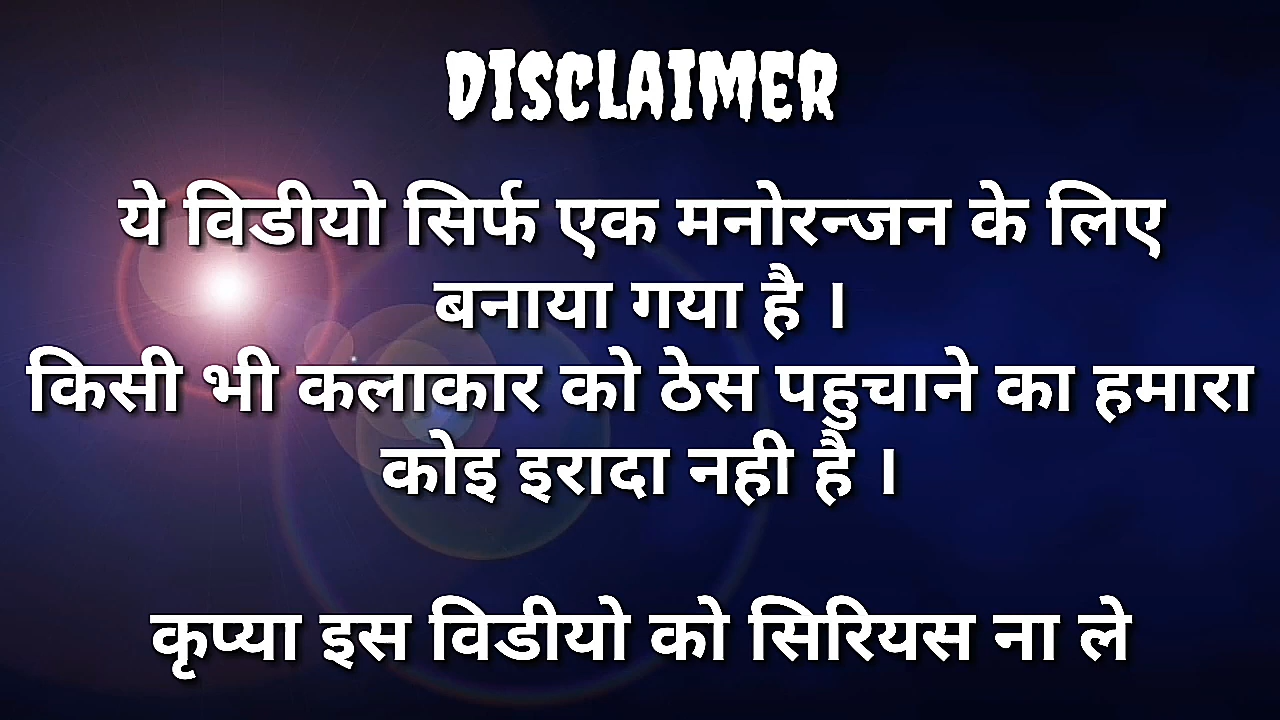 DISCLAIMER
ये विडीयो सिर्फ एक मनोरन्जन के लिए
बनाया गया है ।
किसी भी कलाकार को ठेस पहुचाने का हमारा
कोइ इरादा नही है ।
कृप्या इस विडीयो को सिरियस ना ले